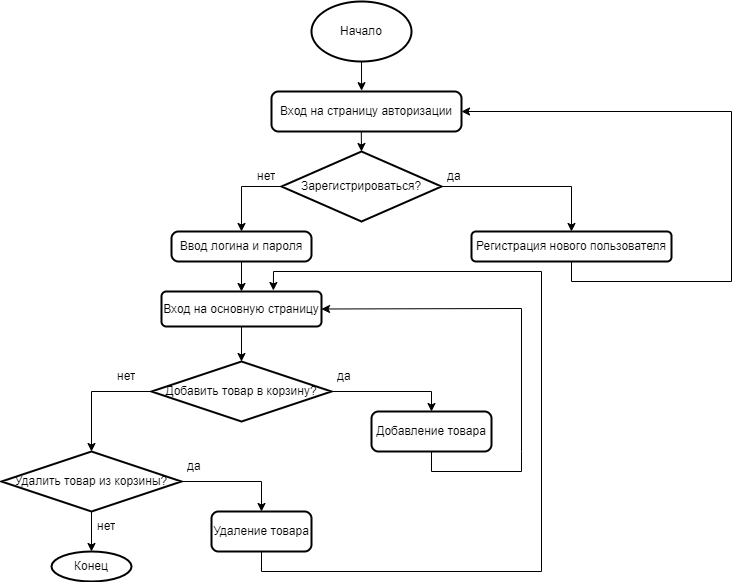 Начало
Вход на страницу авторизации
нет
да
Зарегистрироваться?
Ввод логина и пароля
Регистрация нового пользователя
Вход на основную страницу
нет
да
Добавить товар в корзину?
Добавление товара
да
Удалить товар из корзины?
нет
Удаление товара
Конец